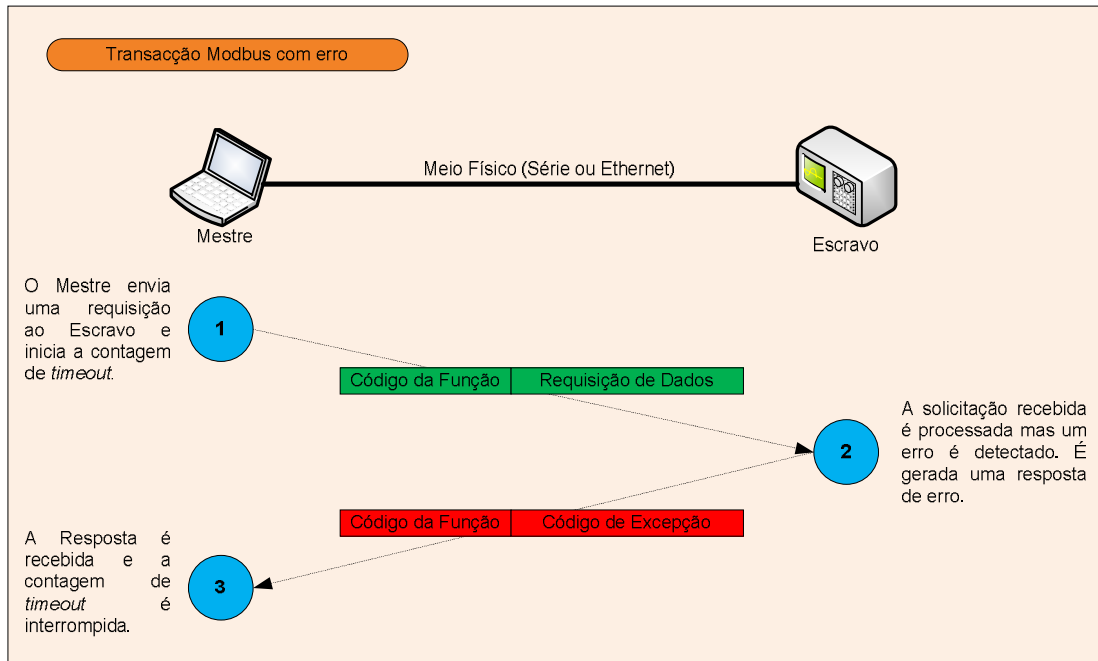 Transacção Modbus com erro
Meio Físico (Série ou Ethernet)
Mestre
Escravo
O Mestre envia
uma requisição
ao Escravo e
inicia a contagem
de timeout.
1
Código da Função
Requisição de Dados
A solicitação recebida
é processada mas um
erro é detectado. É
gerada uma resposta
de erro.
2
Código da Função
Código de Excepção
A Resposta é
recebida e a
contagem de
timeout é
interrompida.
3